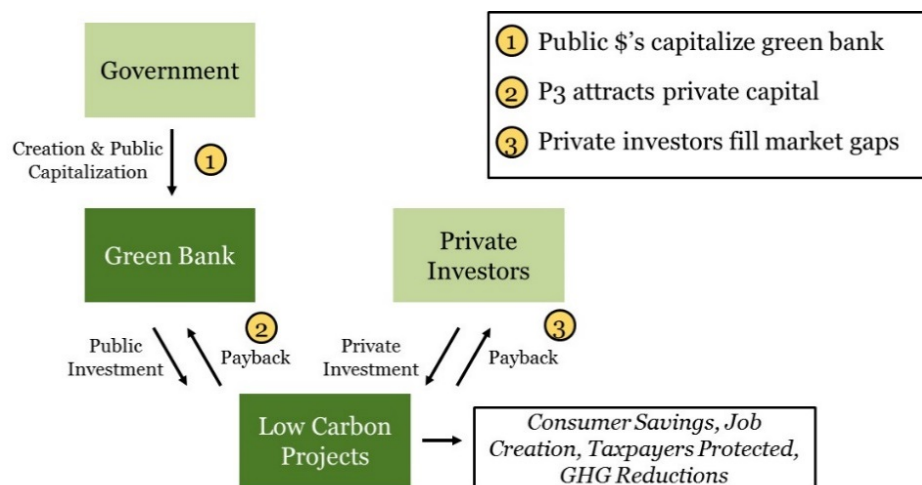 Government
1 Public $'s capitalize green bank
2 P3 attracts private capital
3 Private investors fill market gaps
Creation & Public
Capitalization
1
Green Bank
Private
Investors
2
3
Public
Investment
Payback
Private
Investment
Payback
Low Carbon
Projects
Consumer Savings, Job
Creation, Taxpayers Protected,
GHG Reductions